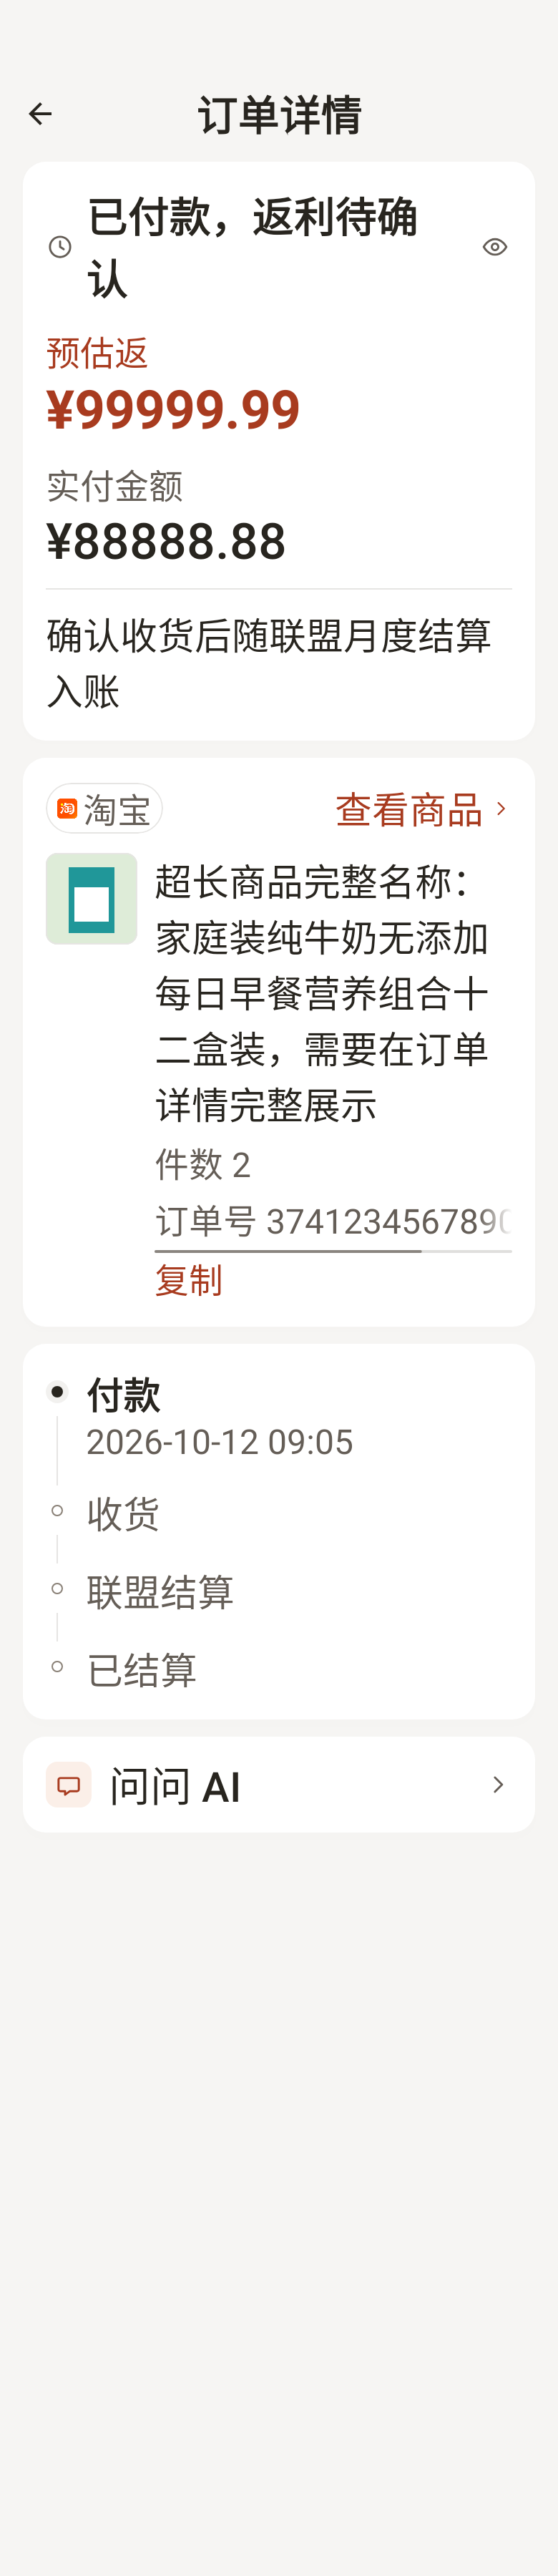 订单详情
已付款，返利待确
认
预估返
¥99999.99
实付金额
¥88888.88
确认收货后随联盟月度结算
入账
淘 淘宝
查看商品
超长商品完整名称：
家庭装纯牛奶无添加
每日早餐营养组合十
二盒装，需要在订单
详情完整展示
件数 2
订单号 3741234567890
复制
付款
2026-10-12 09:05
收货
联盟结算
已结算
问问 AI